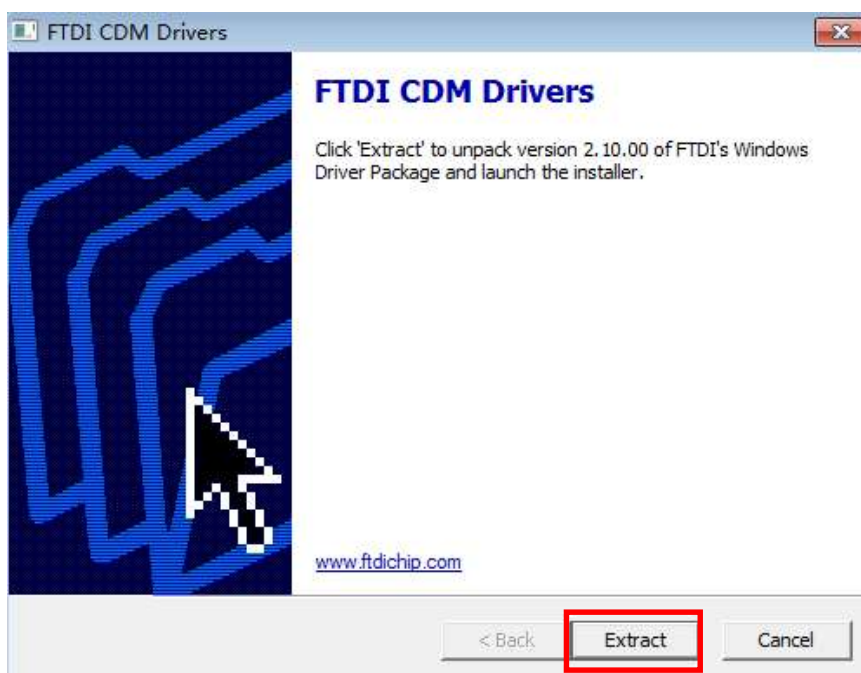 FTDI CDM Drivers
FTDI CDM Drivers
Click 'Extract' to unpack version 2.10.00 of FTDI's Windows
Driver Package and launch the installer.
www.ftdichip.com
< Back
Extract
Cancel